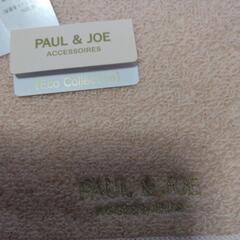 PAUL & JOE
ACCESSOIRES
Eco Collection
PAUL & JOE
ACCESSOIRES